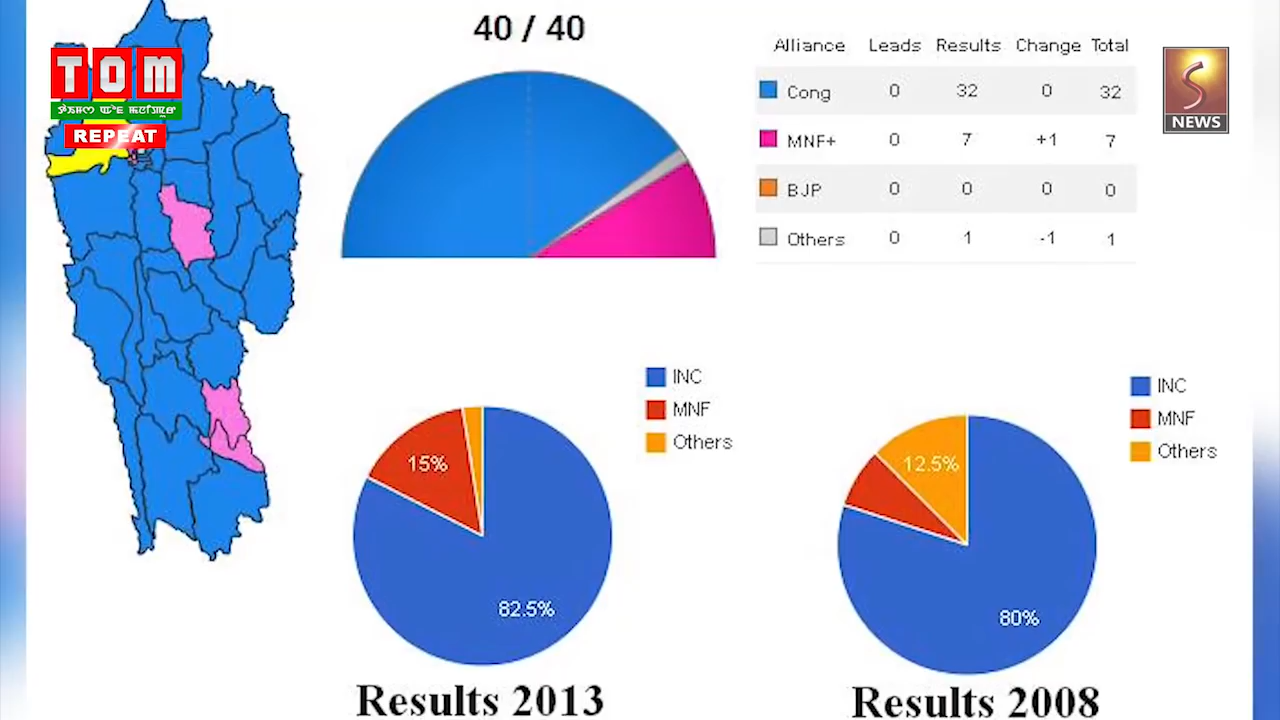 40 / 40
TOM
REPEAT
S
NEWS
Alliance Leads Results Change Total
Cong 0 32 0 32
MNF+ 0 7 +1 7
BJP 0 0 0 0
Others 0 1 -1 1
INC
MNF
Others
15%
82.5%
Results 2013
INC
MNF
Others
12.5%
80%
Results 2008